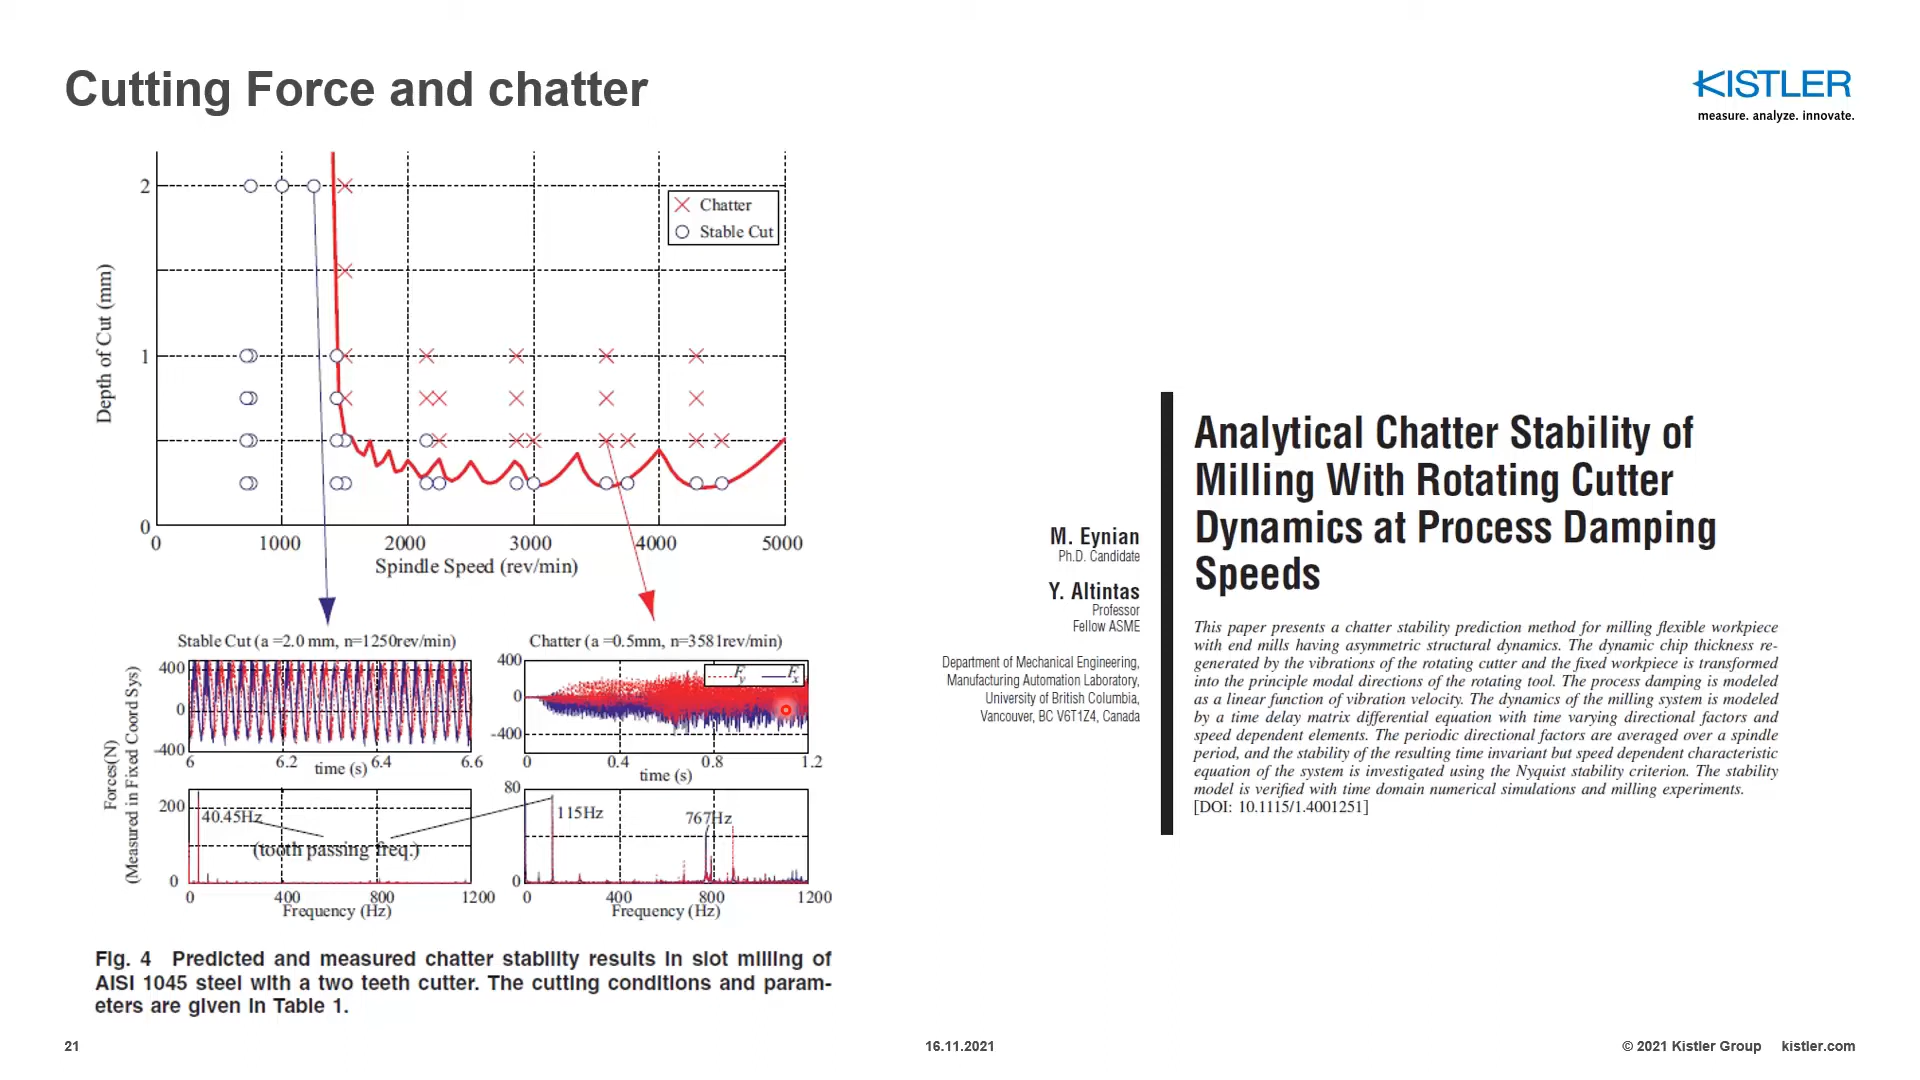 Cutting Force and chatter
KISTLER
measure. analyze. innovate.
2
1
0
Depth of Cut (mm)
Chatter
Stable Cut
0 1000 2000 3000 4000 5000
Spindle Speed (rev/min)
Stable Cut (a =2.0 mm, n=1250rev/min)
Chatter (a =0.5mm, n=3581rev/min)
Forces(N)
(Measured in Fixed Coord Sys)
400
0
-400
6 6.2 6.4 6.6
time (s)
400
0
-400
Fy Fx
0 0.4 0.8 1.2
time (s)
200
0
40.45Hz
(tooth passing freq.)
0 400 800 1200
Frequency (Hz)
80
0
115Hz
767Hz
0 400 800 1200
Frequency (Hz)
Fig. 4 Predicted and measured chatter stability results in slot milling of
AISI 1045 steel with a two teeth cutter. The cutting conditions and param-
eters are given in Table 1.
M. Eynian
Ph.D. Candidate
Y. Altintas
Professor
Fellow ASME
Department of Mechanical Engineering,
Manufacturing Automation Laboratory,
University of British Columbia,
Vancouver, BC V6T1Z4, Canada
Analytical Chatter Stability of
Milling With Rotating Cutter
Dynamics at Process Damping
Speeds
This paper presents a chatter stability prediction method for milling flexible workpiece
with end mills having asymmetric structural dynamics. The dynamic chip thickness re-
generated by the vibrations of the rotating cutter and the fixed workpiece is transformed
into the principle modal directions of the rotating tool. The process damping is modeled
as a linear function of vibration velocity. The dynamics of the milling system is modeled
by a time delay matrix differential equation with time varying directional factors and
speed dependent elements. The periodic directional factors are averaged over a spindle
period, and the stability of the resulting time invariant but speed dependent characteristic
equation of the system is investigated using the Nyquist stability criterion. The stability
model is verified with time domain numerical simulations and milling experiments.
[DOI: 10.1115/1.4001251]
21
16.11.2021
© 2021 Kistler Group kistler.com